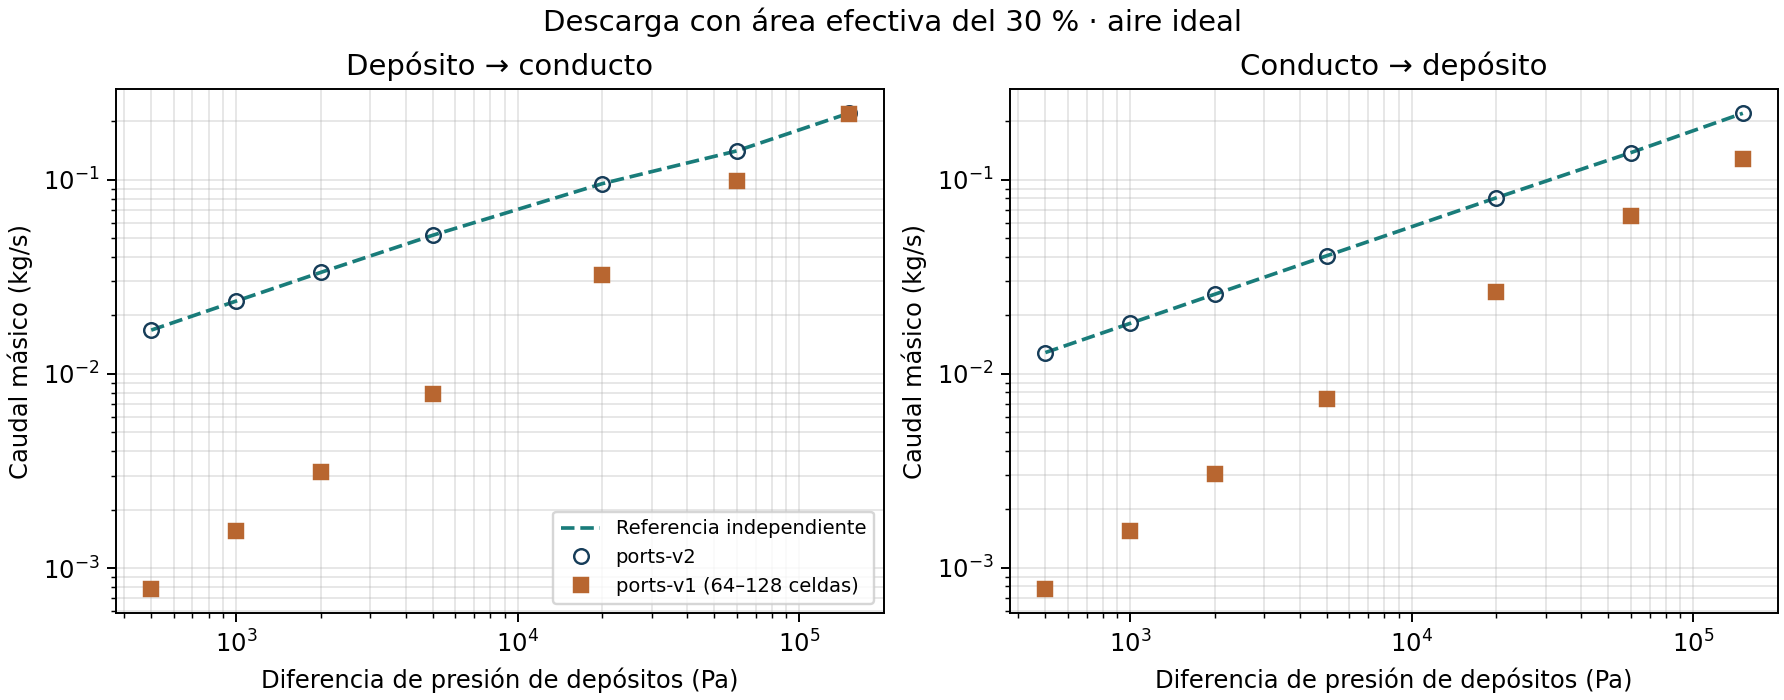 Descarga con área efectiva del 30 % · aire ideal
Depósito → conducto
Caudal másico (kg/s)
10⁻¹
10⁻²
10⁻³
Referencia independiente
ports-v2
ports-v1 (64–128 celdas)
10³ 10⁴ 10⁵
Diferencia de presión de depósitos (Pa)
Conducto → depósito
Caudal másico (kg/s)
10⁻¹
10⁻²
10⁻³
10³ 10⁴ 10⁵
Diferencia de presión de depósitos (Pa)